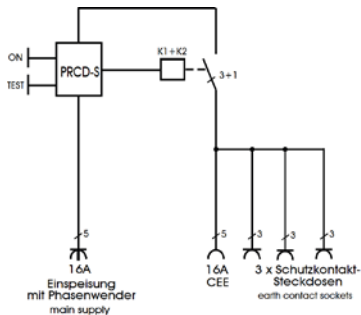 K1+K2
ON
PRCD-S
3+1
TEST
5
5
3
3
3
16A
Einspeisung
mit Phasenwender
main supply
16A
CEE
3 x Schutzkontakt-
Steckdosen
earth contact sockets